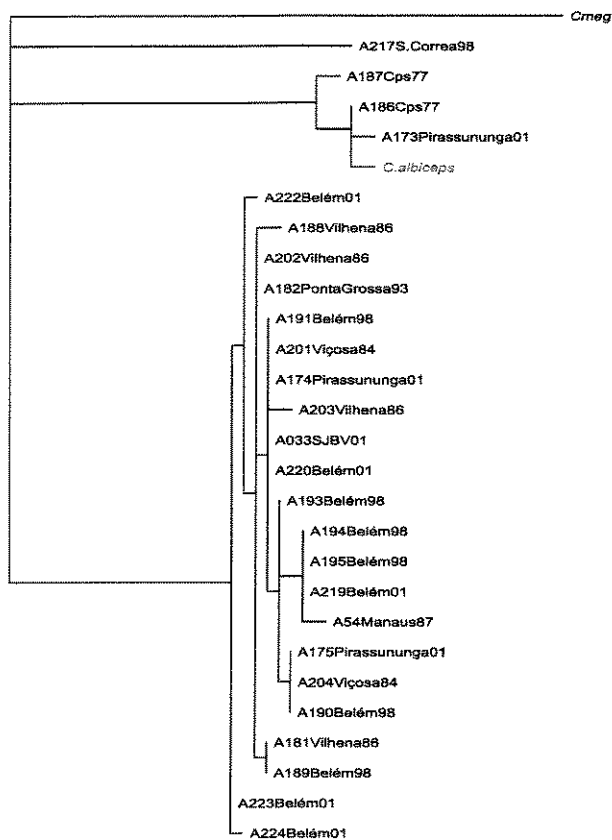 Cmeg
A217S.Correa98
A187Cps77
A186Cps77
A173Pirassununga01
C.albiceps
A222Belém01
A188Vilhena86
A202Vilhena86
A182PontaGrossa93
A191Belém98
A201Viçosa84
A174Pirassununga01
A203Vilhena86
A033SJBV01
A220Belém01
A193Belém98
A194Belém98
A195Belém98
A219Belém01
A54Manaus87
A175Pirassununga01
A204Viçosa84
A190Belém98
A181Vilhena86
A189Belém98
A223Belém01
A224Belém01